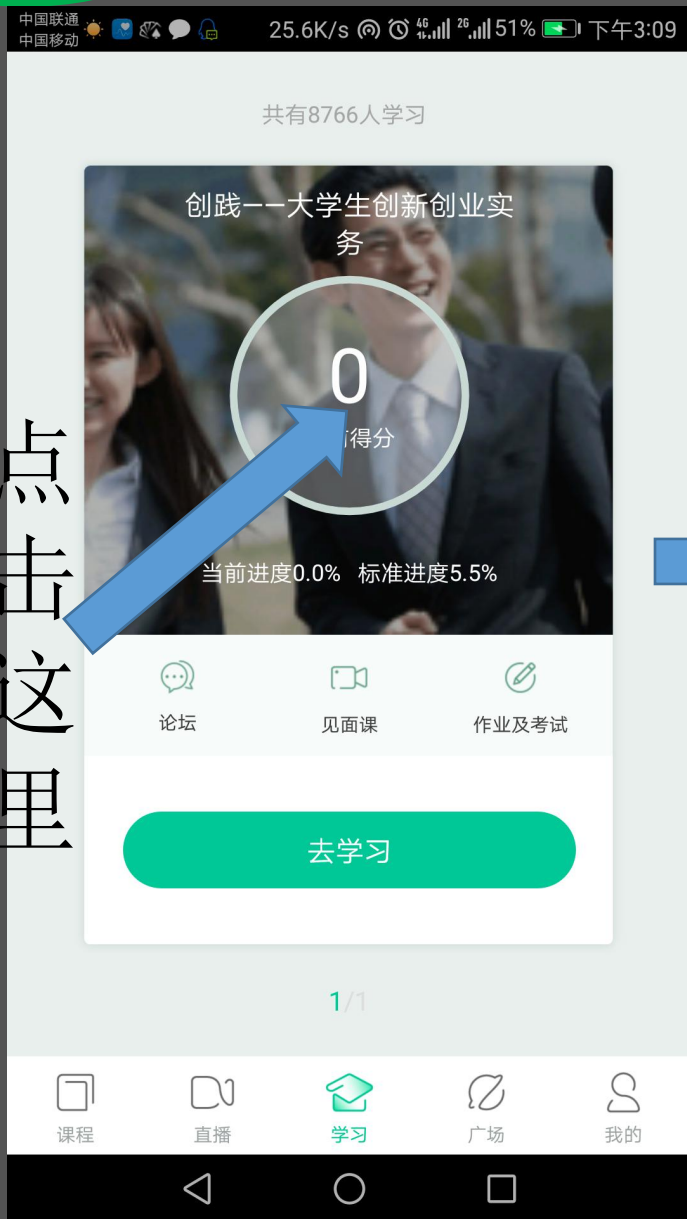 中国联通
中国移动
25.6K/s 4G 2G 51% 下午3:09
共有8766人学习
创践——大学生创新创业实
务
0
得分
当前进度0.0% 标准进度5.5%
点
击
这
里
论坛 见面课 作业及考试
去学习
1/1
课程 直播 学习 广场 我的